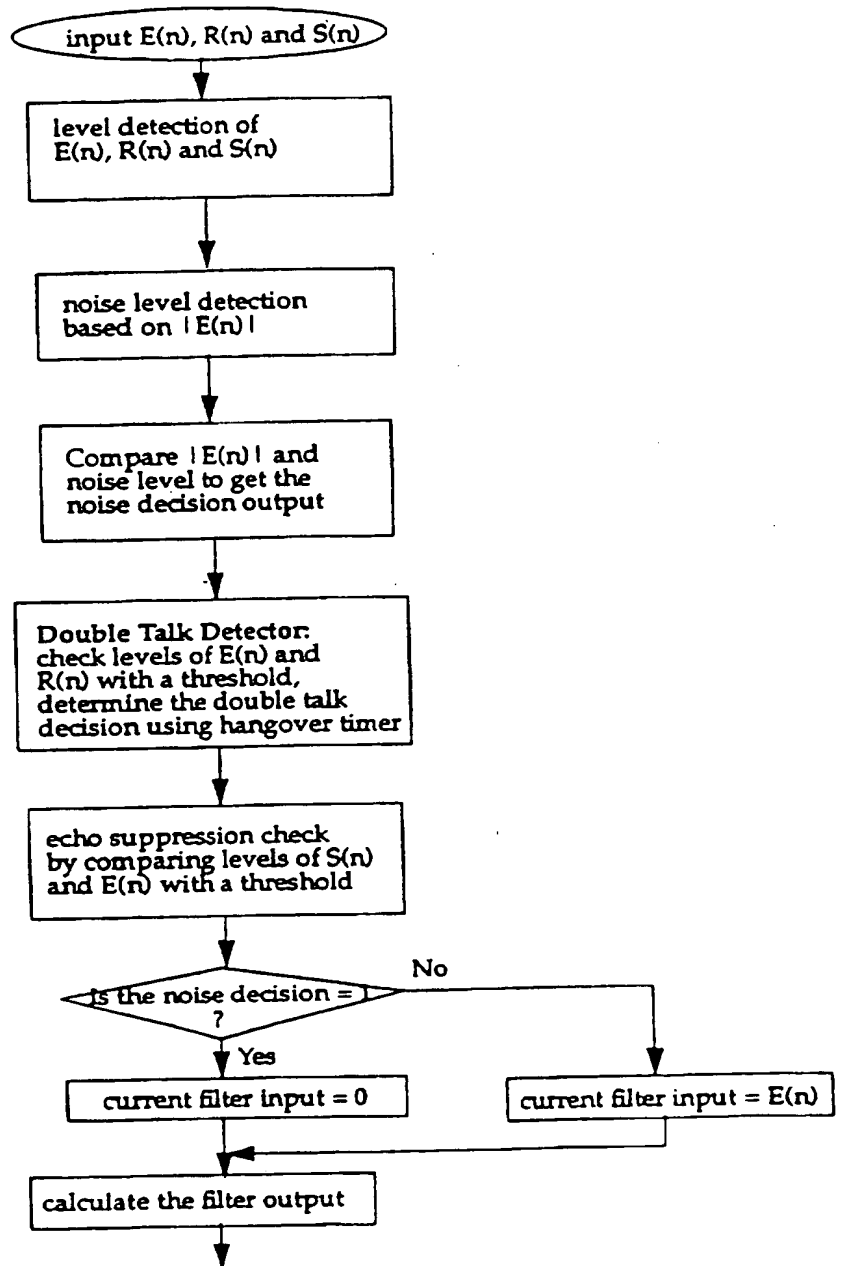 input E(n), R(n) and S(n)
level detection of
E(n), R(n) and S(n)
noise level detection
based on |E(n)|
Compare |E(n)| and
noise level to get the
noise decision output
Double Talk Detector:
check levels of E(n) and
R(n) with a threshold,
determine the double talk
decision using hangover timer
echo suppression check
by comparing levels of S(n)
and E(n) with a threshold
No
Is the noise decision = 1
?
Yes
current filter input = 0
current filter input = E(n)
calculate the filter output